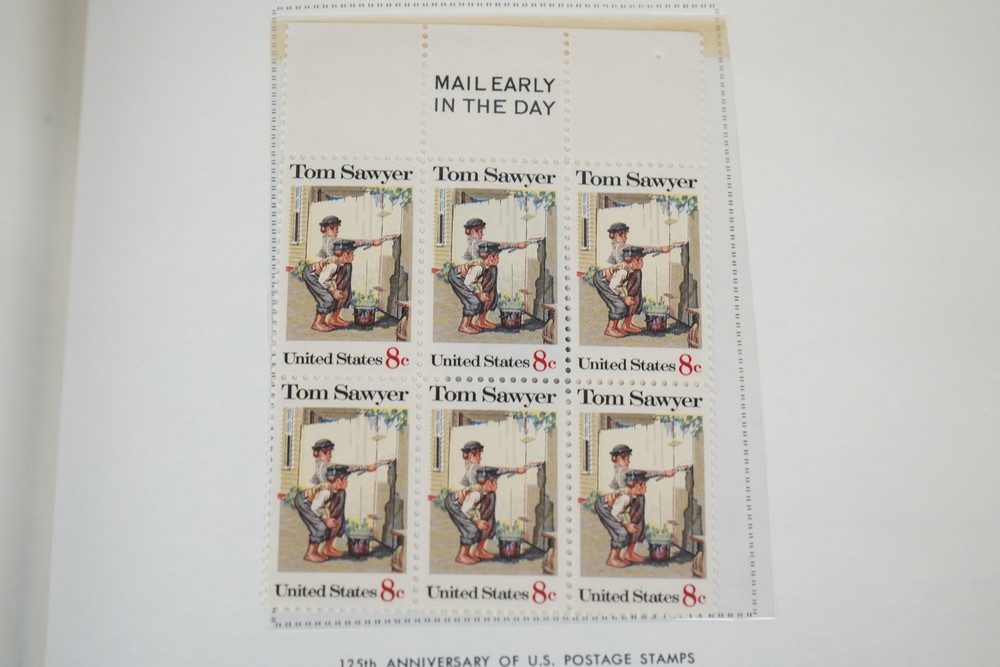 MAIL EARLY
IN THE DAY
Tom Sawyer Tom Sawyer Tom Sawyer
United States 8c United States 8c United States 8c
Tom Sawyer Tom Sawyer Tom Sawyer
United States 8c United States 8c United States 8c
125th ANNIVERSARY OF U.S. POSTAGE STAMPS